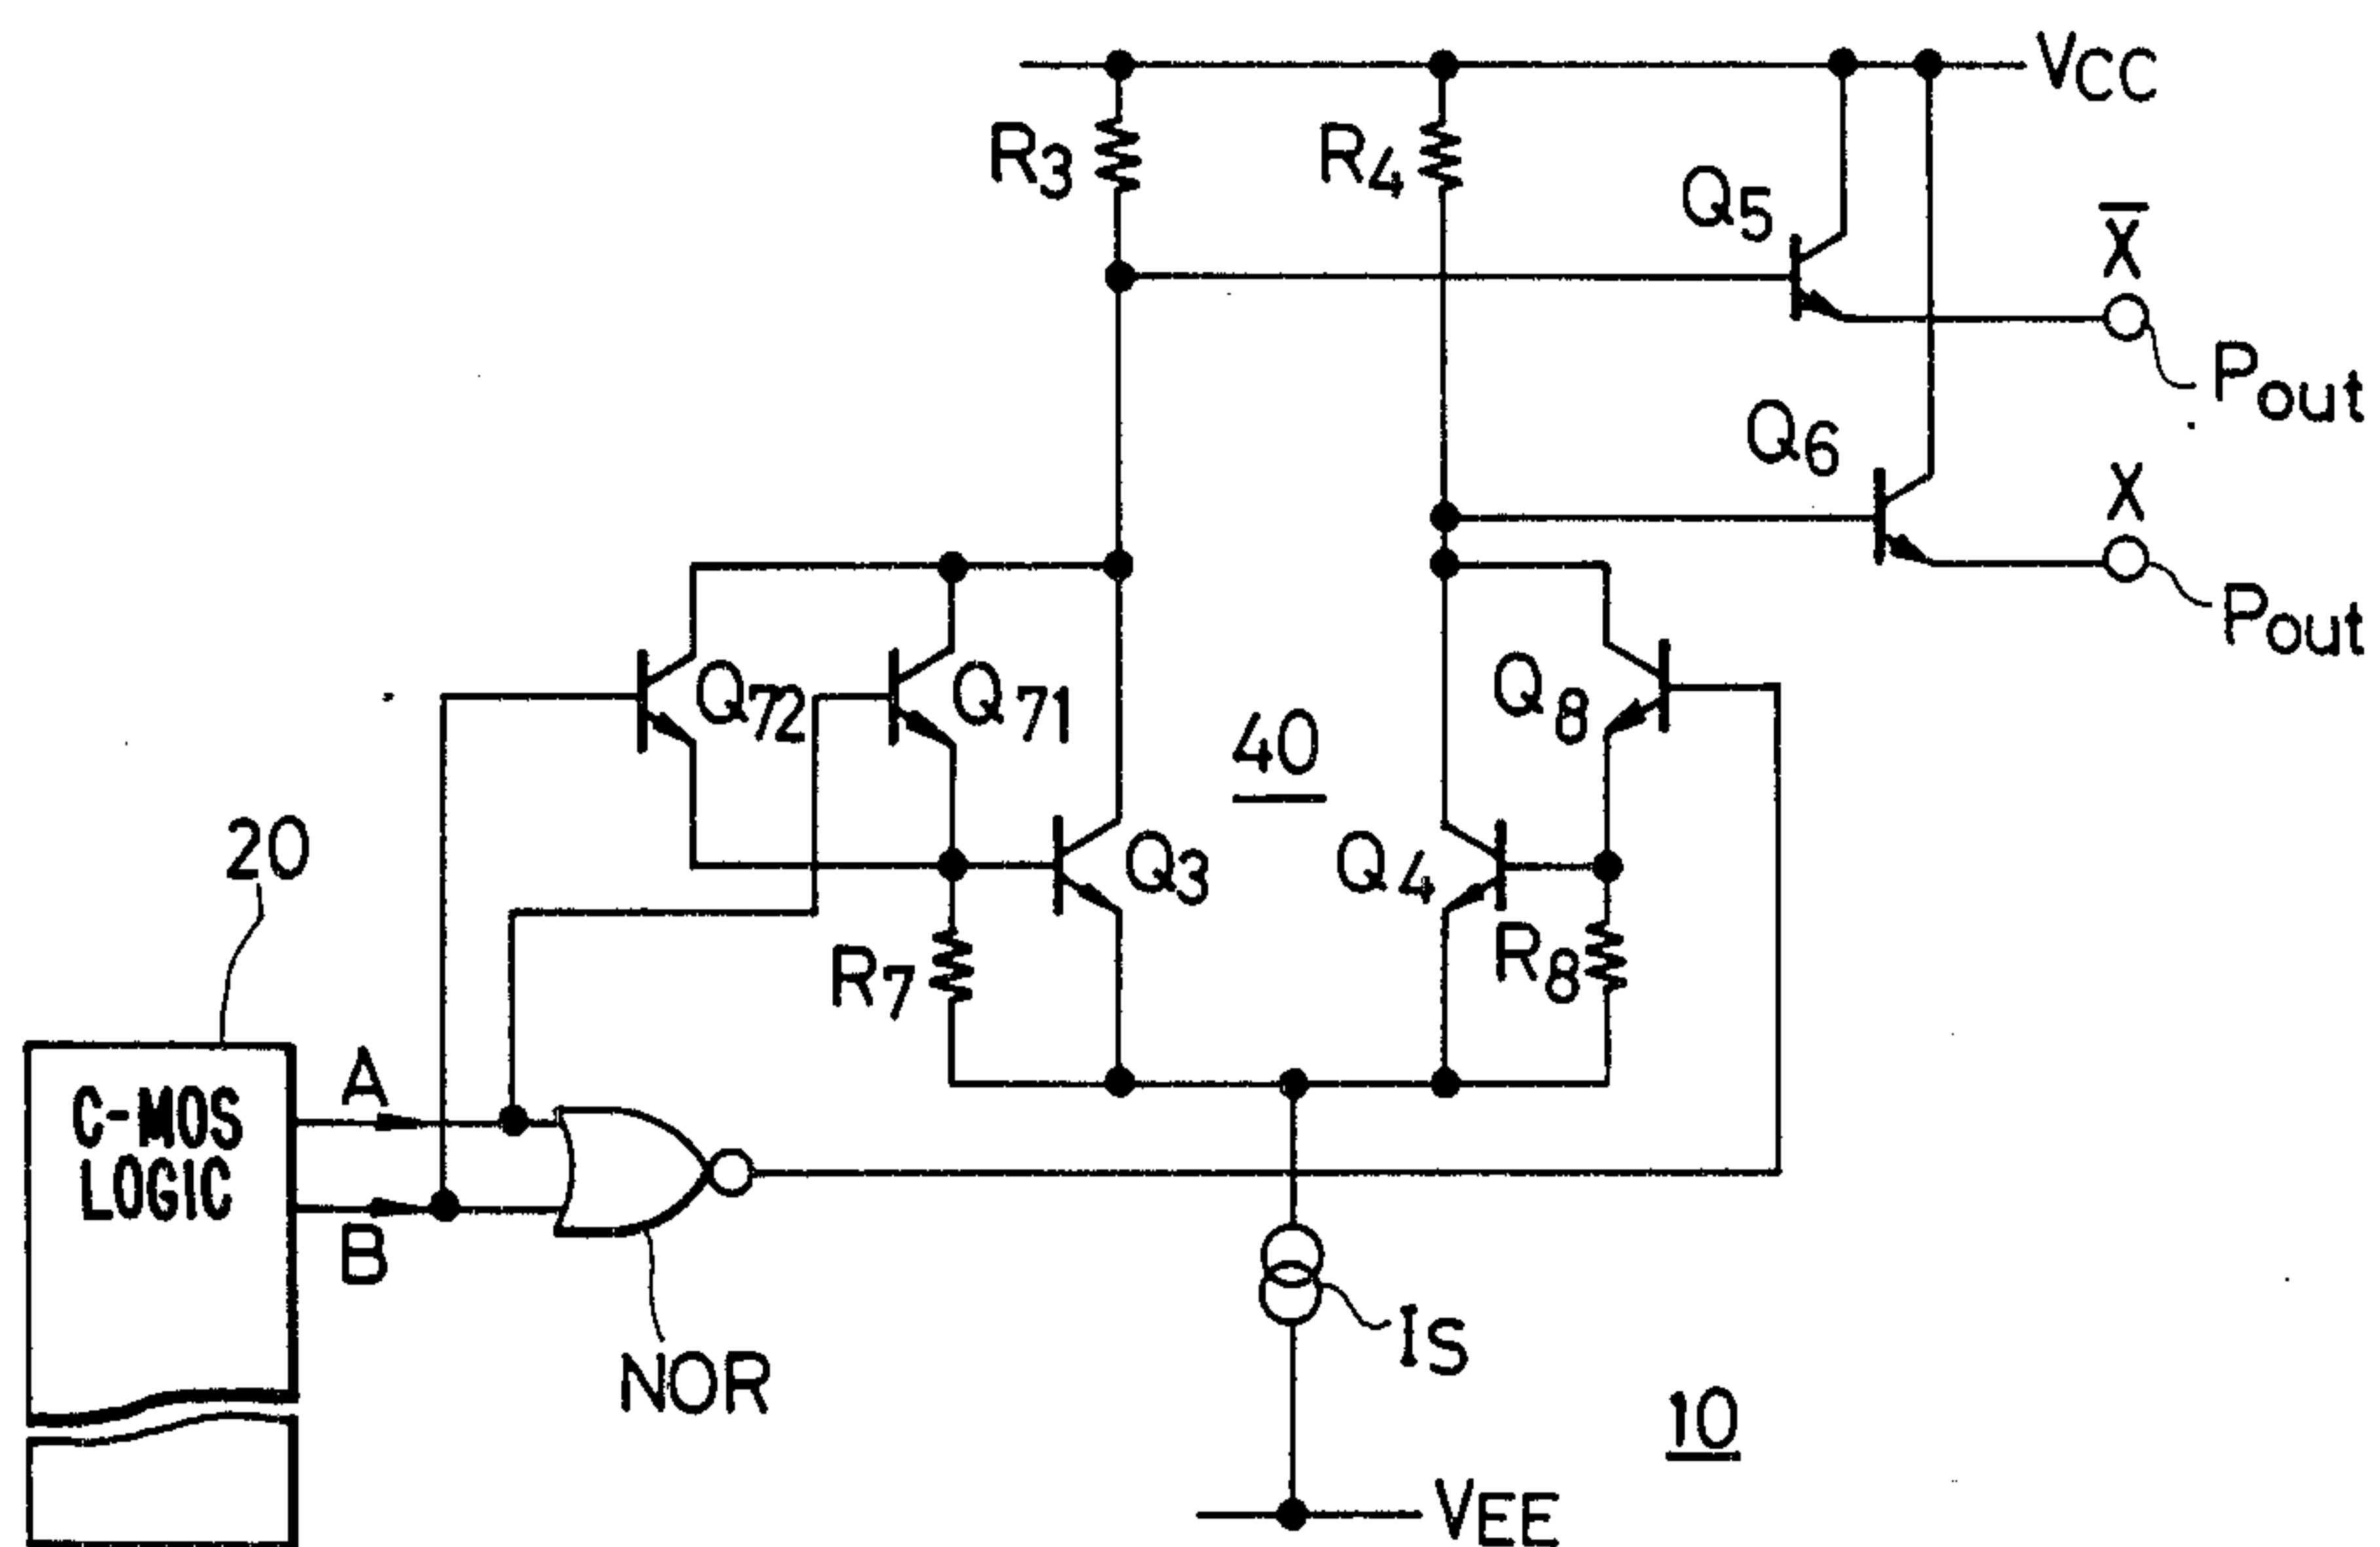 VCC
R3
R4
Q5
X̅
Pout
Q6
X
Pout
Q72
Q71
Q8
40
20
Q3
Q4
R7
R8
A
C-MOS
LOGIC
B
NOR
IS
10
VEE